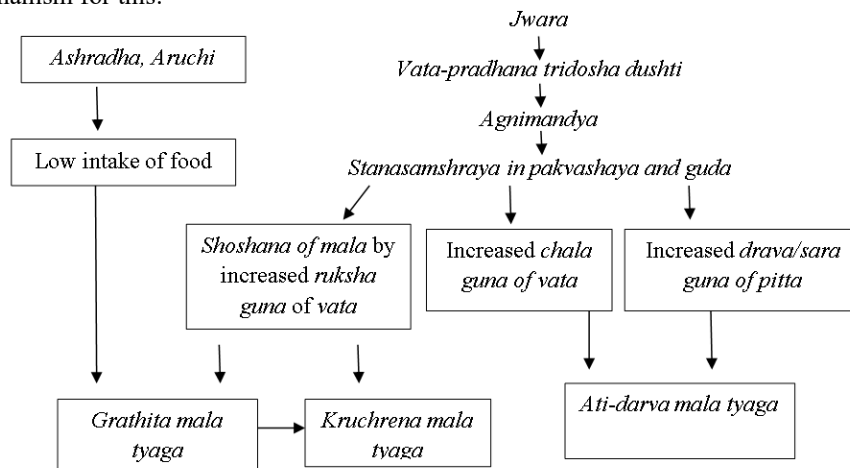 Jwara
Ashradha, Aruchi
Vata-pradhana tridosha dushti
Agnimandya
Low intake of food
Stanasamshraya in pakvashaya and guda
Shoshana of mala by
increased ruksha
guna of vata
Increased chala
guna of vata
Increased drava/sara
guna of pitta
Grathita mala
tyaga
Kruchrena mala
tyaga
Ati-darva mala tyaga